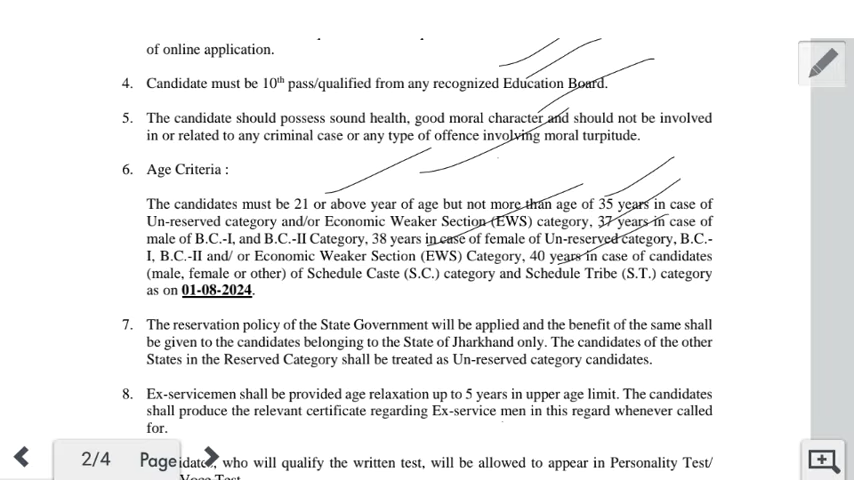 of online application.
4. Candidate must be 10th pass/qualified from any recognized Education Board.
5. The candidate should possess sound health, good moral character and should not be involved
in or related to any criminal case or any type of offence involving moral turpitude.
6. Age Criteria :
The candidates must be 21 or above year of age but not more than age of 35 years in case of
Un-reserved category and/or Economic Weaker Section (EWS) category, 37 years in case of
male of B.C.-I, and B.C.-II Category, 38 years in case of female of Un-reserved category, B.C.-
I, B.C.-II and/ or Economic Weaker Section (EWS) Category, 40 years in case of candidates
(male, female or other) of Schedule Caste (S.C.) category and Schedule Tribe (S.T.) category
as on 01-08-2024.
7. The reservation policy of the State Government will be applied and the benefit of the same shall
be given to the candidates belonging to the State of Jharkhand only. The candidates of the other
States in the Reserved Category shall be treated as Un-reserved category candidates.
8. Ex-servicemen shall be provided age relaxation up to 5 years in upper age limit. The candidates
shall produce the relevant certificate regarding Ex-service men in this regard whenever called
for.
2/4 Page
who will qualify the written test, will be allowed to appear in Personality Test/